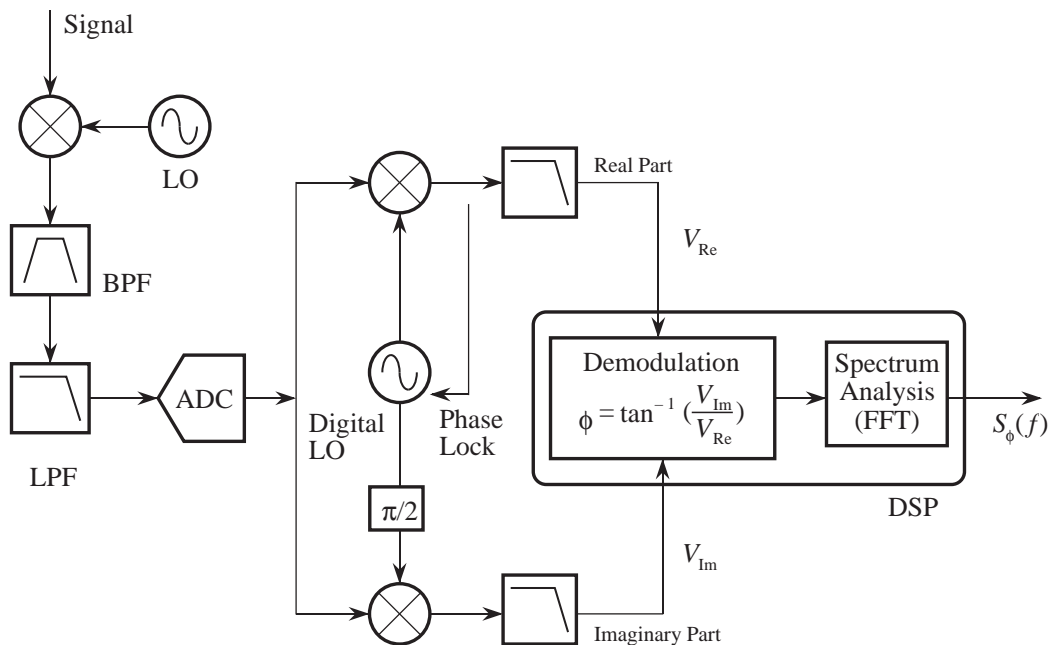 Signal
LO
BPF
LPF
ADC
Digital
LO
Phase
Lock
π/2
Real Part
V_Re
Demodulation
ϕ = tan⁻¹ (V_Im/V_Re)
Spectrum
Analysis
(FFT)
S_ϕ(f)
DSP
V_Im
Imaginary Part